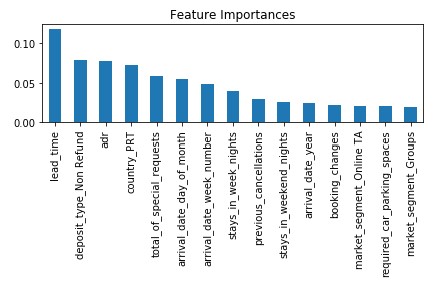 Feature Importances
0.10
0.05
0.00
lead_time
deposit_type_Non Refund
adr
country_PRT
total_of_special_requests
arrival_date_day_of_month
arrival_date_week_number
stays_in_week_nights
previous_cancellations
stays_in_weekend_nights
arrival_date_year
booking_changes
market_segment_Online TA
required_car_parking_spaces
market_segment_Groups